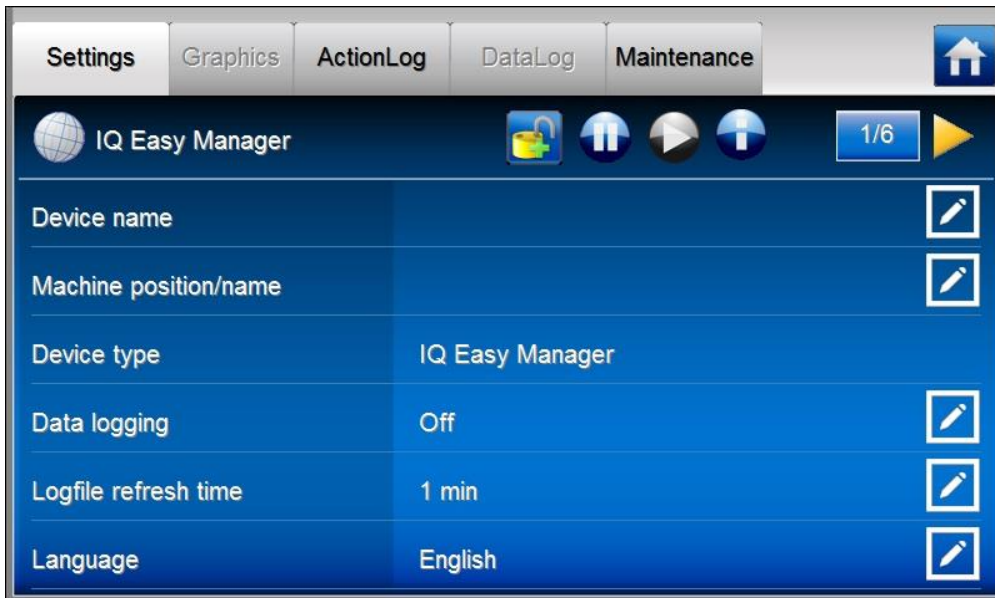 Settings Graphics ActionLog DataLog Maintenance
IQ Easy Manager 1/6
Device name
Machine position/name
Device type IQ Easy Manager
Data logging Off
Logfile refresh time 1 min
Language English